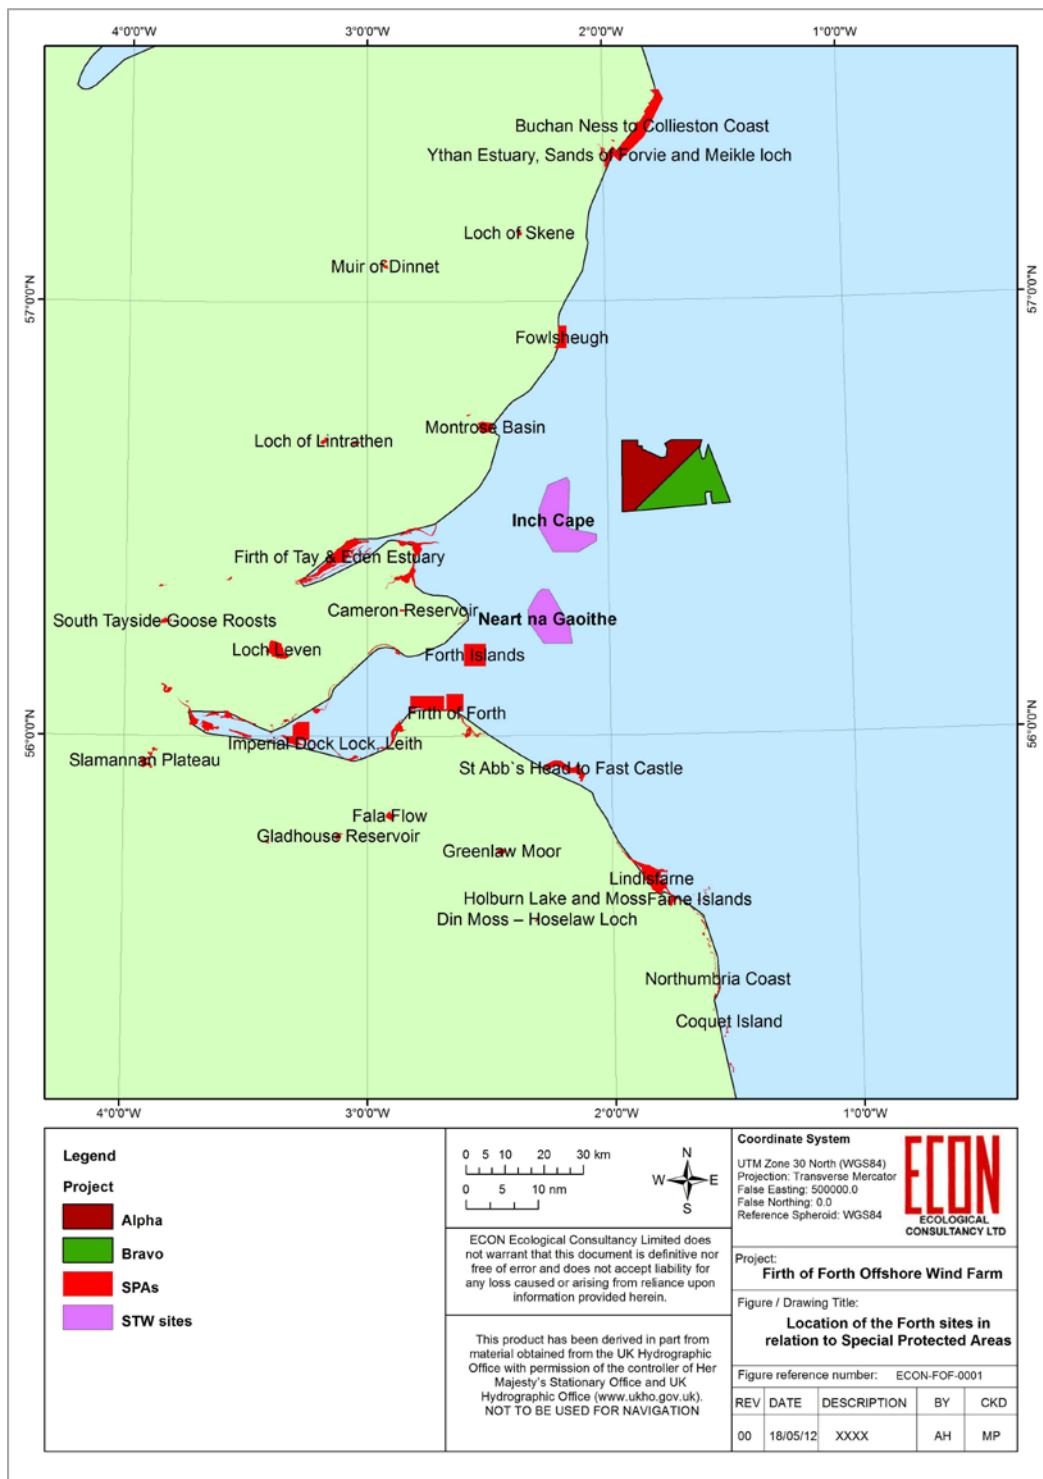 4°0'0"W 3°0'0"W 2°0'0"W 1°0'0"W
Buchan Ness to Collieston Coast
Ythan Estuary, Sands of Forvie and Meikle loch
Loch of Skene
Muir of Dinnet
57°0'0"N 57°0'0"N
Fowlsheugh
Montrose Basin
Loch of Lintrathen
Inch Cape
Firth of Tay & Eden Estuary
Cameron Reservoir
South Tayside Goose Roosts
Neart na Gaoithe
Loch Leven
Forth Islands
Firth of Forth
56°0'0"N 56°0'0"N
Imperial Dock Lock, Leith
Slamannan Plateau
St Abb`s Head to Fast Castle
Fala Flow
Gladhouse Reservoir
Greenlaw Moor
Lindisfarne
Holburn Lake and Moss
Farne Islands
Din Moss – Hoselaw Loch
Northumbria Coast
Coquet Island
4°0'0"W 3°0'0"W 2°0'0"W 1°0'0"W
Legend
Project
Alpha
Bravo
SPAs
STW sites
0 5 10 20 30 km
0 5 10 nm
N
W E
S
ECON Ecological Consultancy Limited does
not warrant that this document is definitive nor
free of error and does not accept liability for
any loss caused or arising from reliance upon
information provided herein.
This product has been derived in part from
material obtained from the UK Hydrographic
Office with permission of the controller of Her
Majesty's Stationary Office and UK
Hydrographic Office (www.ukho.gov.uk).
NOT TO BE USED FOR NAVIGATION
Coordinate System
UTM Zone 30 North (WGS84)
Projection: Transverse Mercator
False Easting: 500000.0
False Northing: 0.0
Reference Spheroid: WGS84
ECON
ECOLOGICAL
CONSULTANCY LTD
Project:
Firth of Forth Offshore Wind Farm
Figure / Drawing Title:
Location of the Forth sites in
relation to Special Protected Areas
Figure reference number: ECON-FOF-0001
REV DATE DESCRIPTION BY CKD
00 18/05/12 XXXX AH MP